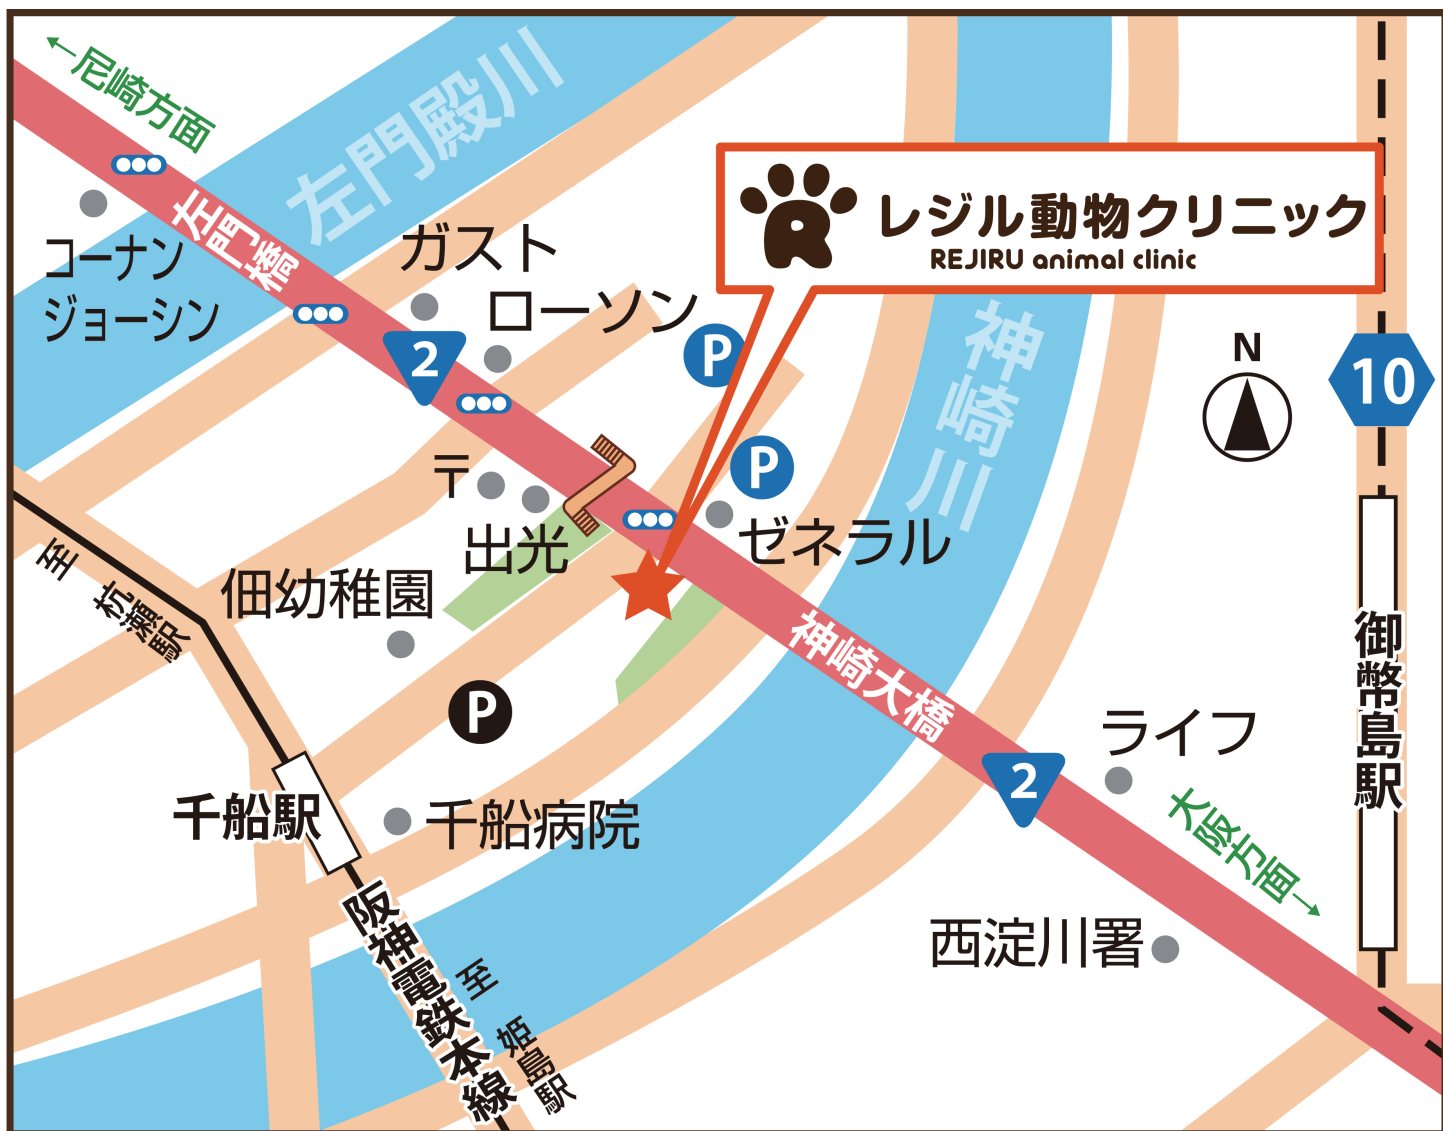 尼崎方面
左門殿川
左門橋
コーナン
ジョーシン
ガスト
ローソン
2
P
レジル動物クリニック
R
REJIRU animal clinic
神崎川
N
10
P
〒
出光
ゼネラル
佃幼稚園
至 杭瀬駅
P
神崎大橋
御幣島駅
千船駅
千船病院
2
ライフ
大阪方面
西淀川署
阪神電鉄本線
至 姫島駅